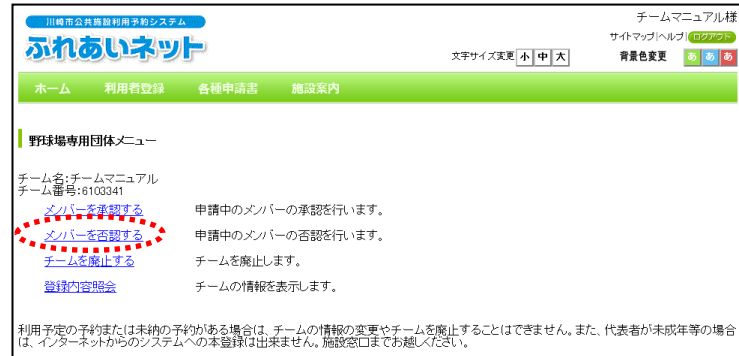 川崎市公共施設利用予約システム
ふれあいネット
チームマニュアル様
サイトマップ|ヘルプ|ログアウト
文字サイズ変更 小 中 大 背景色変更 あ あ あ
ホーム 利用者登録 各種申請書 施設案内
野球場専用団体メニュー
チーム名:チームマニュアル
チーム番号:6103341
メンバーを承認する 申請中のメンバーの承認を行います。
メンバーを否認する 申請中のメンバーの否認を行います。
チームを廃止する チームを廃止します。
登録内容照会 チームの情報を表示します。
利用予定の予約または未納の予約がある場合は、チームの情報の変更やチームを廃止することはできません。また、代表者が未成年等の場合
は、インターネットからのシステムへの本登録は出来ません。施設窓口までお越しください。